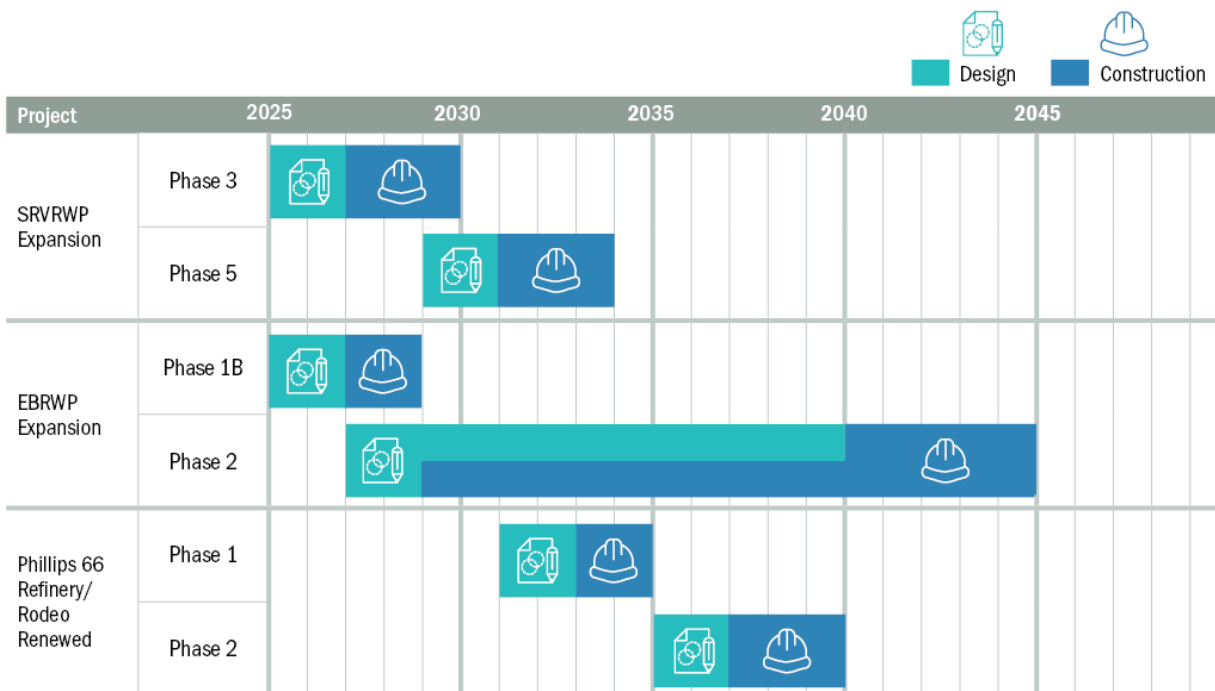 Design Construction
Project 2025 2030 2035 2040 2045
SRVRWP
Expansion
Phase 3
Phase 5
EBRWP
Expansion
Phase 1B
Phase 2
Phillips 66
Refinery/
Rodeo
Renewed
Phase 1
Phase 2